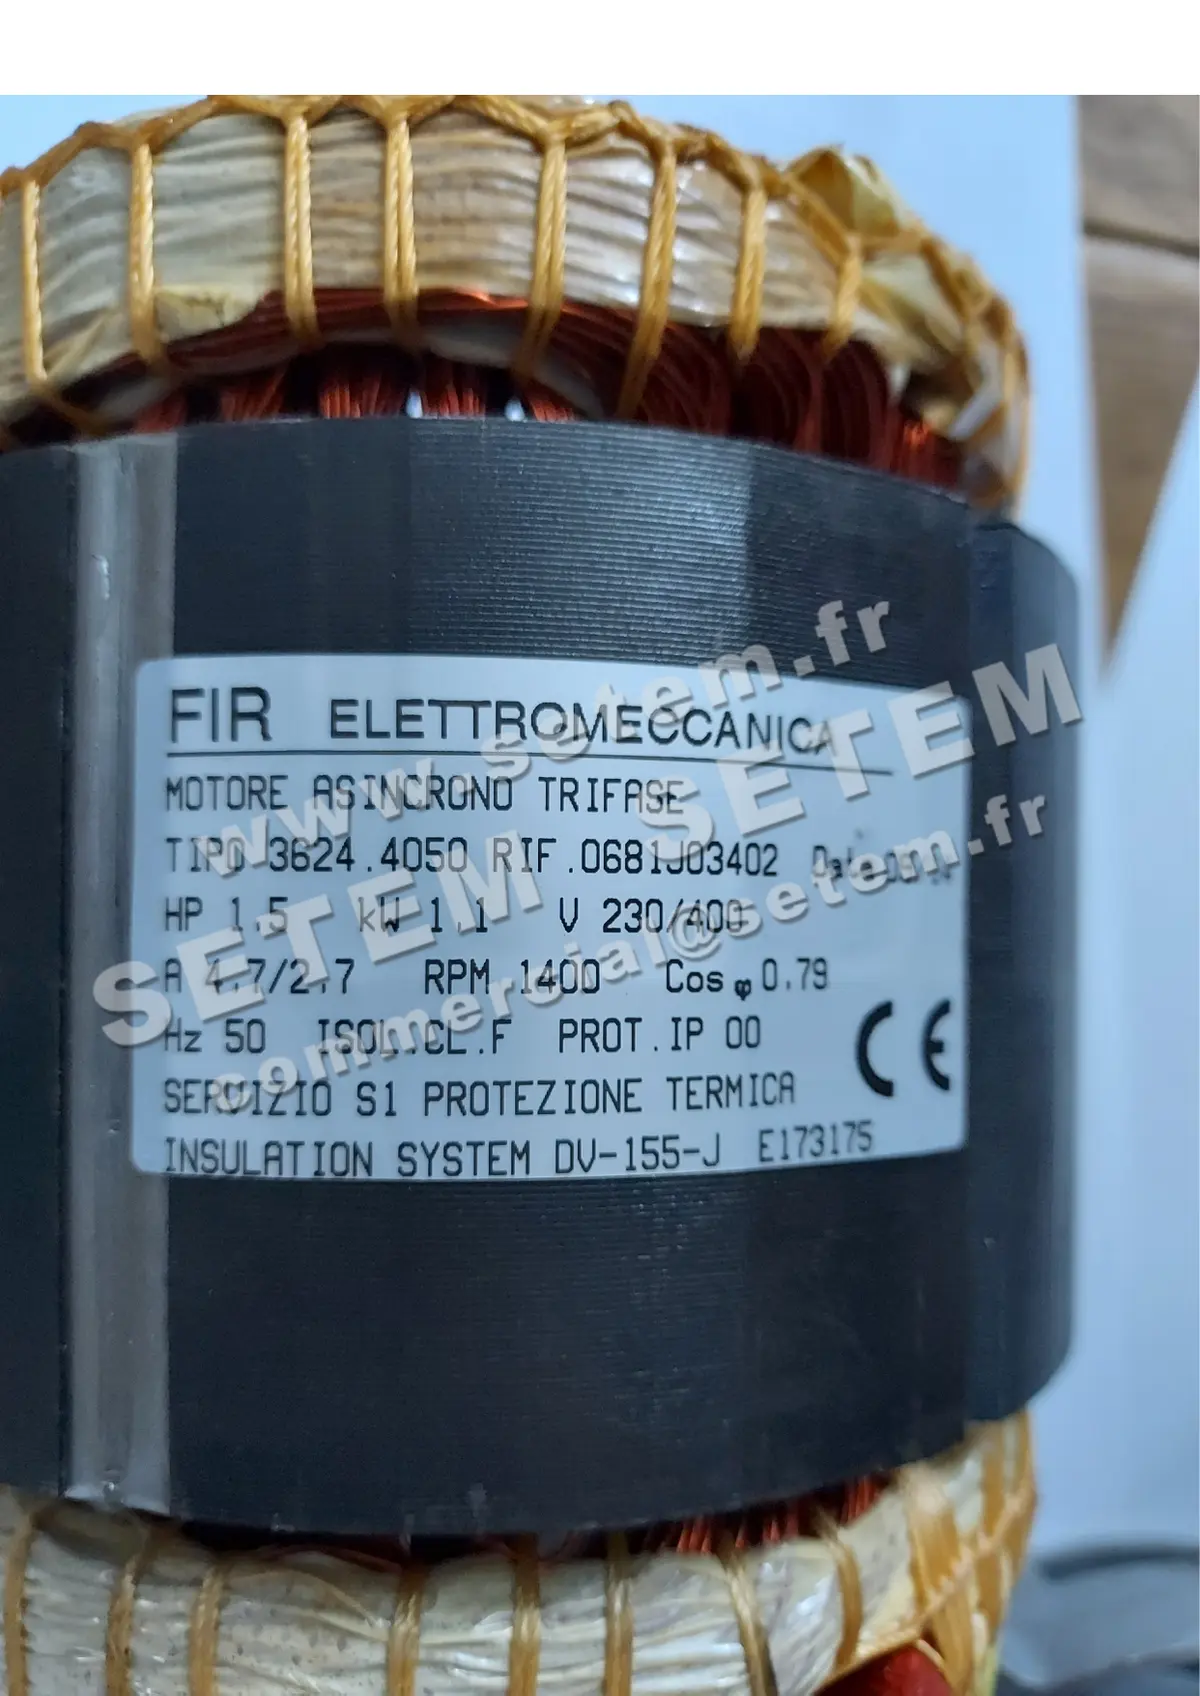 FIR ELETTROMECCANICA
MOTORE ASINCRONO TRIFASE
TIPO 3624.4050 RIF.0681J03402 Data
HP 1,5 kW 1,1 V 230/400
A 4,7/2,7 RPM 1400 Cos φ 0.79
Hz 50 ISOL.CL.F PROT.IP 00
CE
SERVIZIO S1 PROTEZIONE TERMICA
INSULATION SYSTEM DV-155-J E173175
www.setem.fr
SETEM SETEM
commercial@setem.fr